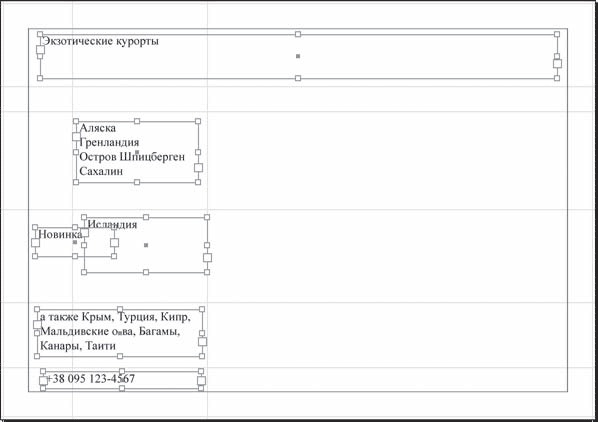 Экзотические курорты
Аляска
Гренландия
Остров Шпицберген
Сахалин
Исландия
Новинка
а также Крым, Турция, Кипр,
Мальдивские о-ва, Багамы,
Канары, Таити
+38 095 123-4567